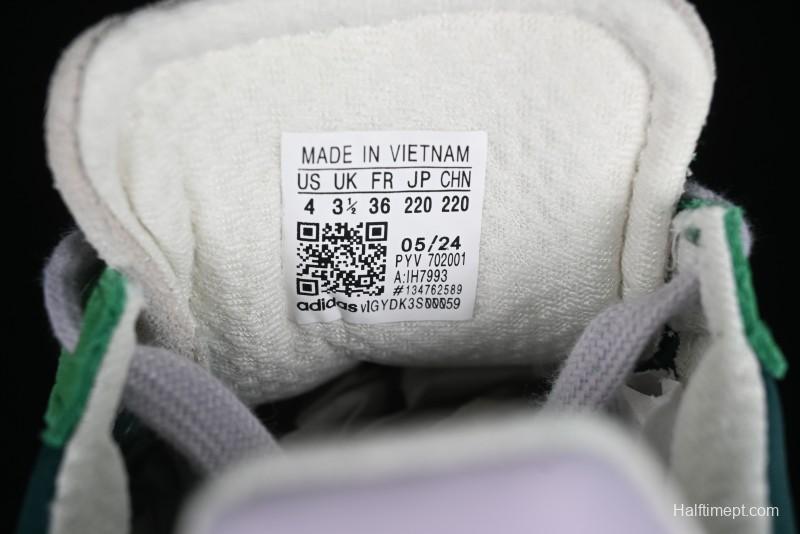 MADE IN VIETNAM
US UK FR JP CHN
4 3½ 36 220 220
05/24
PYV 702001
A:IH7993
#134762589
adidas
Halftimept.com